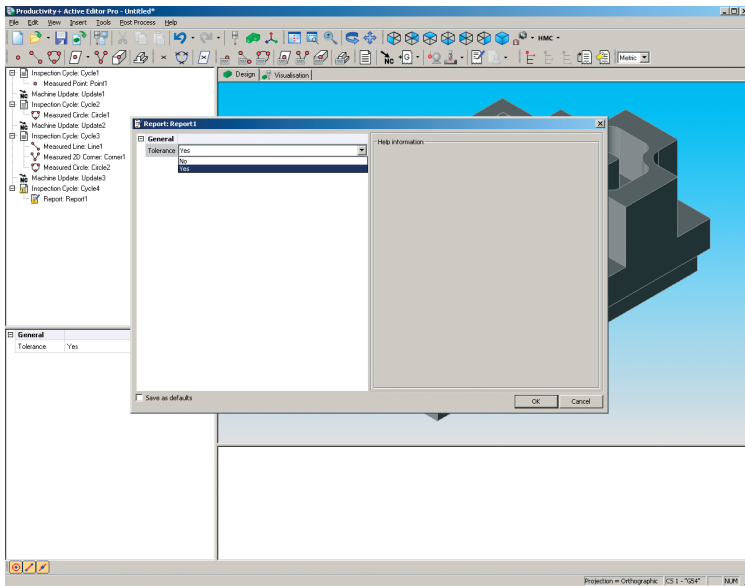 Productivity+ Active Editor Pro - Untitled*
File Edit View Insert Tools Post Process Help
HMC
NC +G Metric
Inspection Cycle: Cycle1
Measured Point: Point1
NC Machine Update: Update1
Inspection Cycle: Cycle2
Measured Circle: Circle1
NC Machine Update: Update2
Inspection Cycle: Cycle3
Measured Line: Line1
Measured 2D Corner: Corner1
Measured Circle: Circle2
NC Machine Update: Update3
Inspection Cycle: Cycle4
Report: Report1
Design Visualisation
Report: Report1
General
Tolerance Yes
No
Yes
Help information
Save as defaults
OK Cancel
General
Tolerance Yes
Projection = Orthographic CS 1 - "G54" NUM